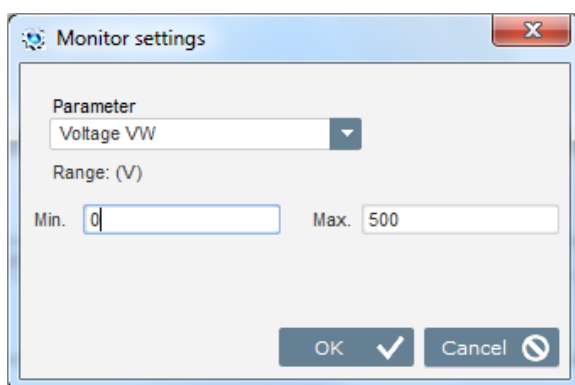 Monitor settings
Parameter
Voltage VW
Range: (V)
Min. 0 Max. 500
OK Cancel